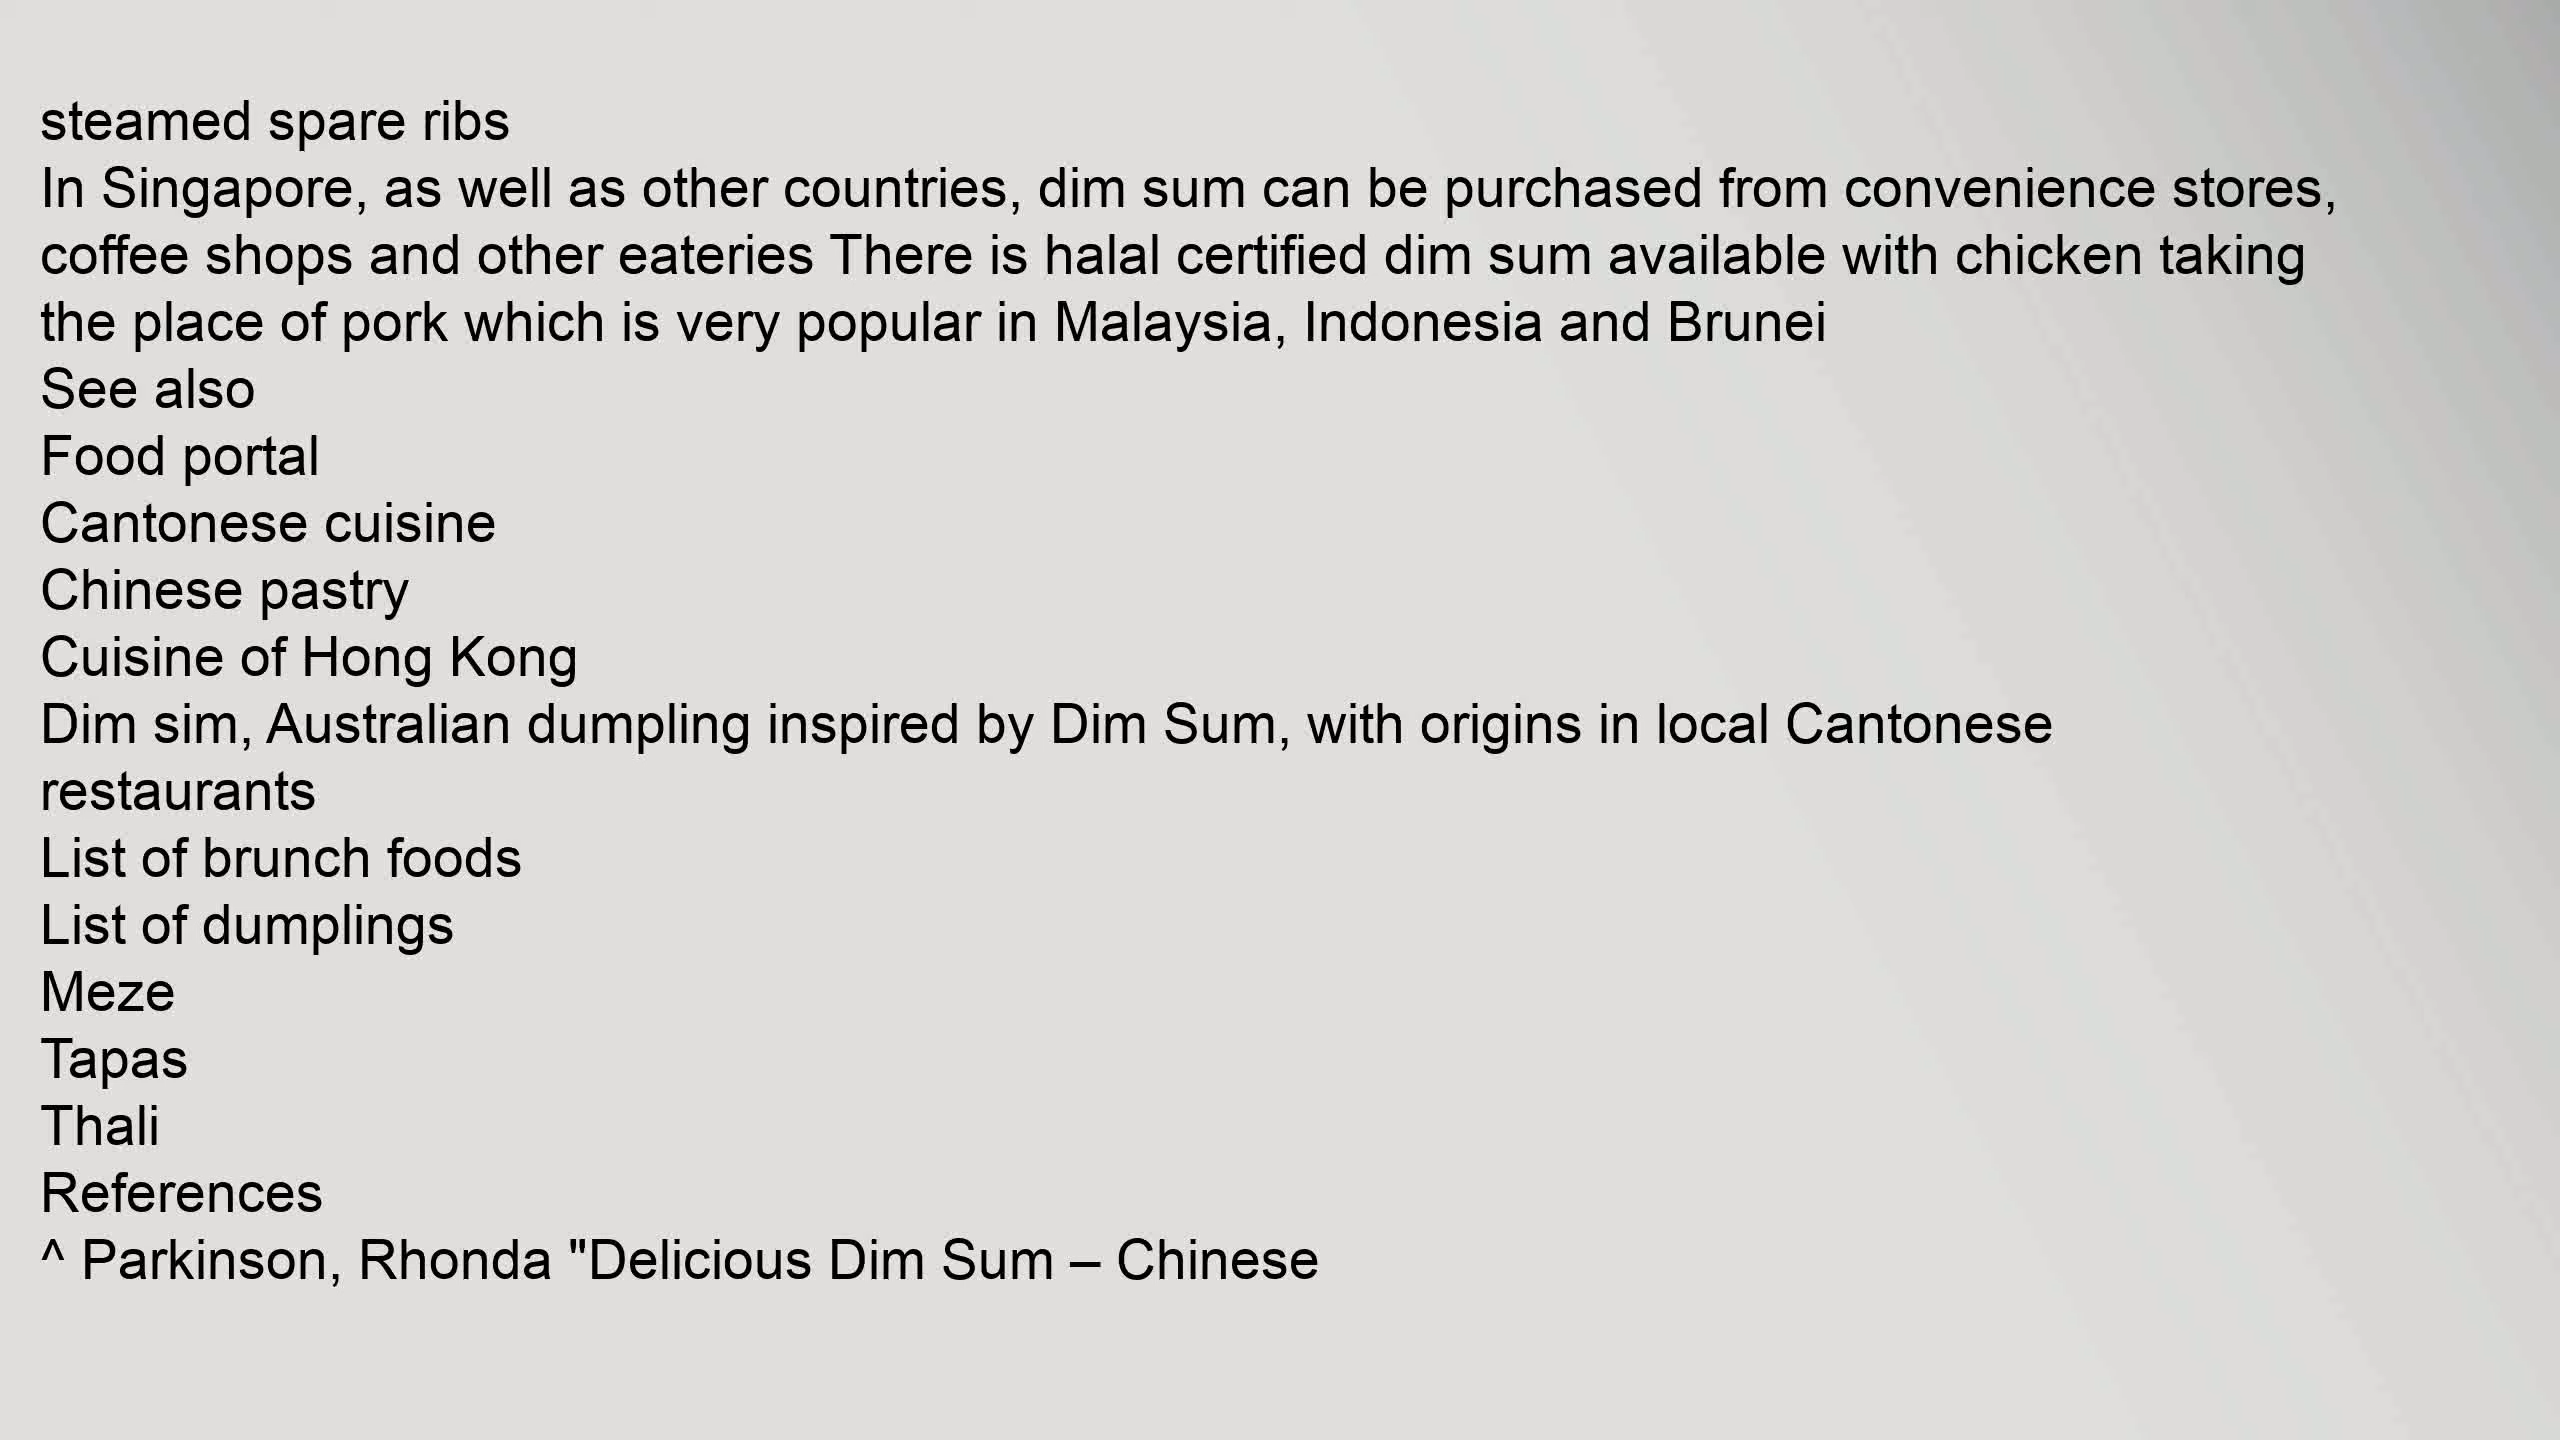 steamed spare ribs
In Singapore, as well as other countries, dim sum can be purchased from convenience stores,
coffee shops and other eateries There is halal certified dim sum available with chicken taking
the place of pork which is very popular in Malaysia, Indonesia and Brunei
See also
Food portal
Cantonese cuisine
Chinese pastry
Cuisine of Hong Kong
Dim sim, Australian dumpling inspired by Dim Sum, with origins in local Cantonese
restaurants
List of brunch foods
List of dumplings
Meze
Tapas
Thali
References
^ Parkinson, Rhonda "Delicious Dim Sum – Chinese